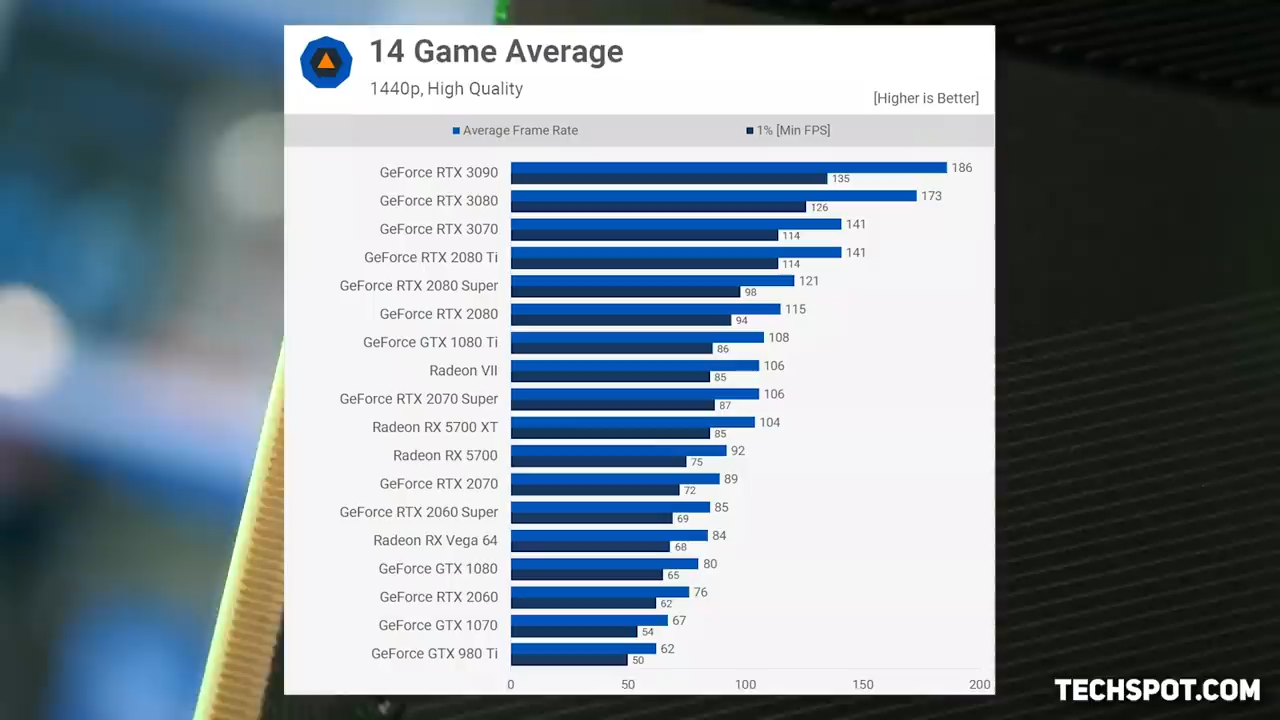 14 Game Average
1440p, High Quality
[Higher is Better]
Average Frame Rate 1% [Min FPS]
GeForce RTX 3090 186 135
GeForce RTX 3080 173 126
GeForce RTX 3070 141 114
GeForce RTX 2080 Ti 141 114
GeForce RTX 2080 Super 121 98
GeForce RTX 2080 115 94
GeForce GTX 1080 Ti 108 86
Radeon VII 106 85
GeForce RTX 2070 Super 106 87
Radeon RX 5700 XT 104 85
Radeon RX 5700 92 75
GeForce RTX 2070 89 72
GeForce RTX 2060 Super 85 69
Radeon RX Vega 64 84 68
GeForce GTX 1080 80 65
GeForce RTX 2060 76 62
GeForce GTX 1070 67 54
GeForce GTX 980 Ti 62 50
0 50 100 150 200
TECHSPOT.COM